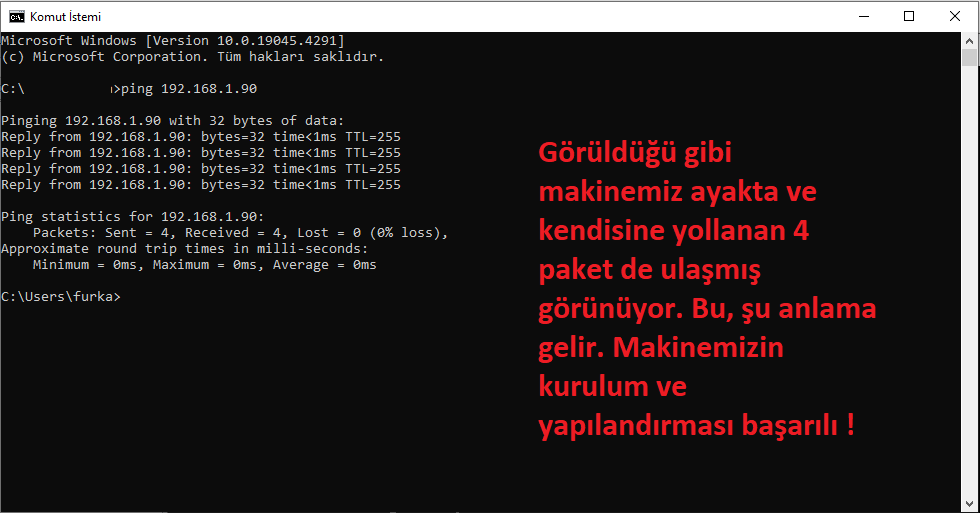 Komut İstemi
Microsoft Windows [Version 10.0.19045.4291]
(c) Microsoft Corporation. Tüm hakları saklıdır.
C:\ >ping 192.168.1.90
Pinging 192.168.1.90 with 32 bytes of data:
Reply from 192.168.1.90: bytes=32 time<1ms TTL=255
Reply from 192.168.1.90: bytes=32 time<1ms TTL=255
Reply from 192.168.1.90: bytes=32 time<1ms TTL=255
Reply from 192.168.1.90: bytes=32 time<1ms TTL=255
Ping statistics for 192.168.1.90:
Packets: Sent = 4, Received = 4, Lost = 0 (0% loss),
Approximate round trip times in milli-seconds:
Minimum = 0ms, Maximum = 0ms, Average = 0ms
C:\Users\furka>
Görüldüğü gibi
makinemiz ayakta ve
kendisine yollanan 4
paket de ulaşmış
görünüyor. Bu, şu anlama
gelir. Makinemizin
kurulum ve
yapılandırması başarılı !